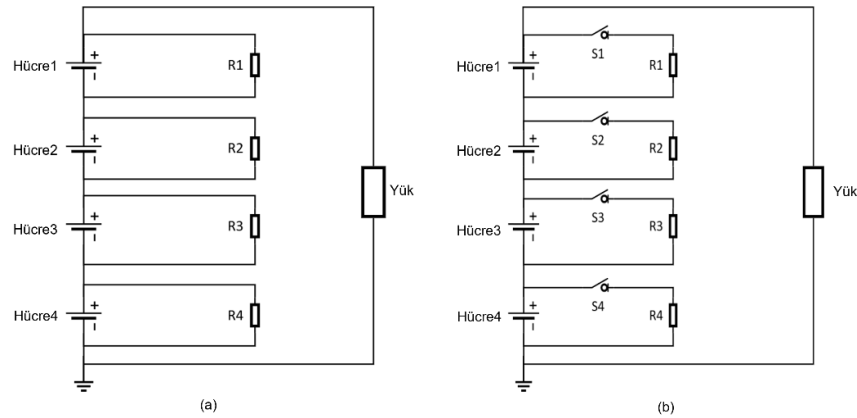 Hücre1
+
R1
Hücre2
+
R2
Hücre3
+
R3
Hücre4
+
R4
Yük
(a)
Hücre1
+
S1
R1
Hücre2
+
S2
R2
Hücre3
+
S3
R3
Hücre4
+
S4
R4
Yük
(b)